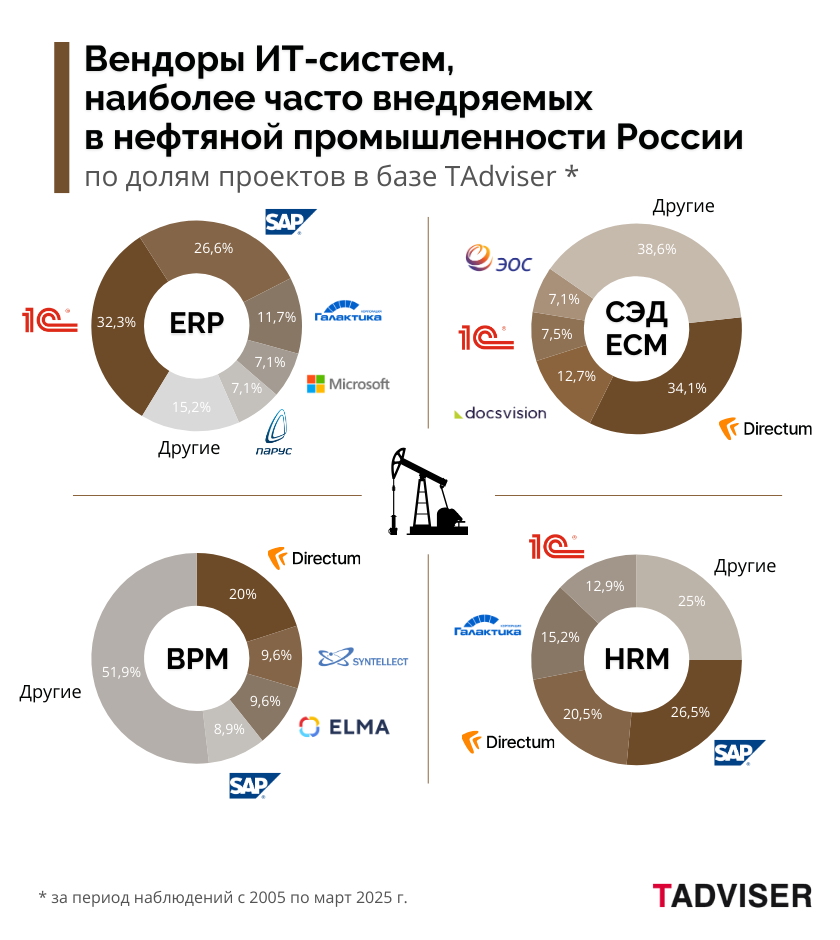 Вендоры ИТ-систем,
наиболее часто внедряемых
в нефтяной промышленности России
по долям проектов в базе TAdviser *
SAP
26,6%
1С
32,3%
ERP
11,7%
КОРПОРАЦИЯ
Галактика
7,1%
Microsoft
7,1%
ПАРУС
15,2%
Другие
Другие
38,6%
ЭОС
7,1%
СЭД
ECM
1С
7,5%
12,7%
docsvision
34,1%
Directum
Directum
20%
BPM
9,6%
SYNTELLECT
9,6%
ELMA
8,9%
SAP
51,9%
Другие
1С
12,9%
Другие
25%
КОРПОРАЦИЯ
Галактика
15,2%
HRM
20,5%
Directum
26,5%
SAP
* за период наблюдений с 2005 по март 2025 г.
TADVISER